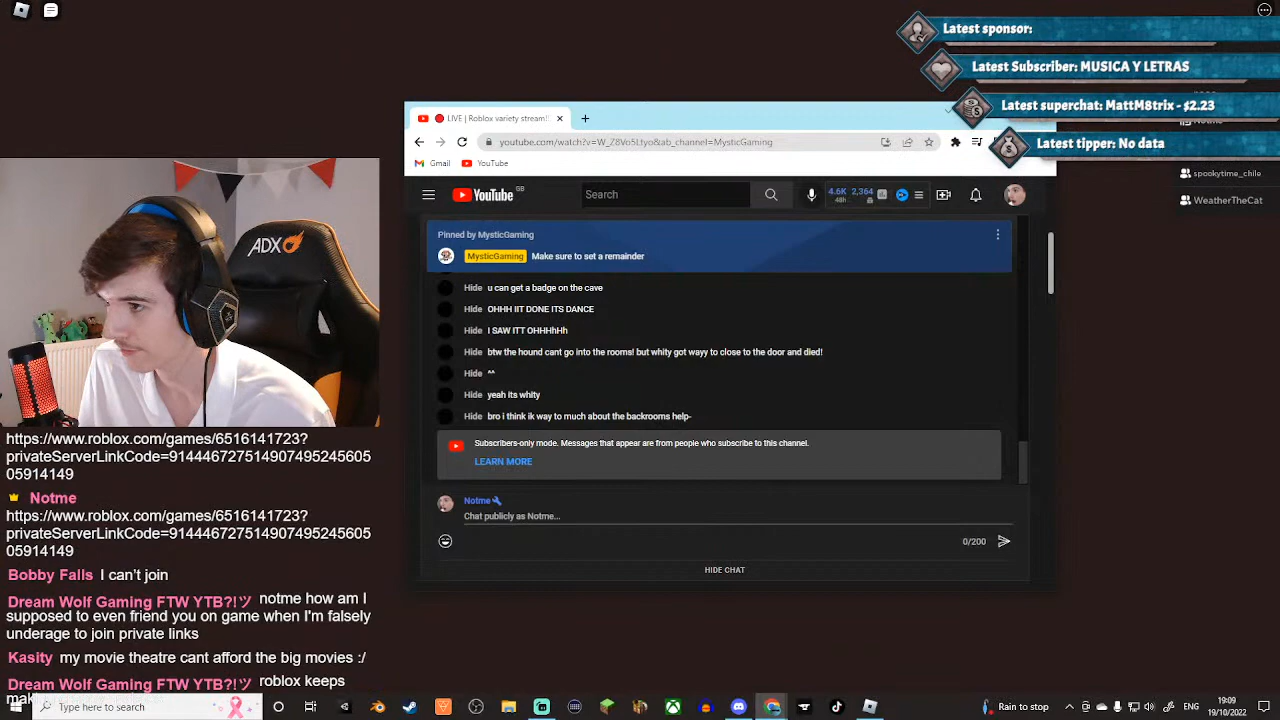 Latest sponsor:
Latest Subscriber: MUSICA Y LETRAS
Latest superchat: MattM8trix - $2.23
Latest tipper: No data
spookytime_chile
WeatherTheCat
LIVE | Roblox variety stream!!
youtube.com/watch?v=W_Z8Vo5Ltyo&ab_channel=MysticGaming
Gmail YouTube
YouTube GB
Search
4.6K 2,364
48h
Pinned by MysticGaming
MysticGaming Make sure to set a remainder
Hide u can get a badge on the cave
Hide OHHH IIT DONE ITS DANCE
Hide I SAW ITT OHHHhHh
Hide btw the hound cant go into the rooms! but whity got wayy to close to the door and died!
Hide ^^
Hide yeah its whity
Hide bro i think ik way to much about the backrooms help-
Subscribers-only mode. Messages that appear are from people who subscribe to this channel.
LEARN MORE
Notme
Chat publicly as Notme...
0/200
HIDE CHAT
ADX
https://www.roblox.com/games/6516141723?
privateServerLinkCode=914446727514907495245605
05914149
Notme
https://www.roblox.com/games/6516141723?
privateServerLinkCode=914446727514907495245605
05914149
Bobby Falls I can't join
Dream Wolf Gaming FTW YTB?!ツ notme how am I
supposed to even friend you on game when I'm falsely
underage to join private links
Kasity my movie theatre cant afford the big movies :/
Dream Wolf Gaming FTW YTB?!ツ roblox keeps
Type here to search
Rain to stop
19:09
19/10/2022